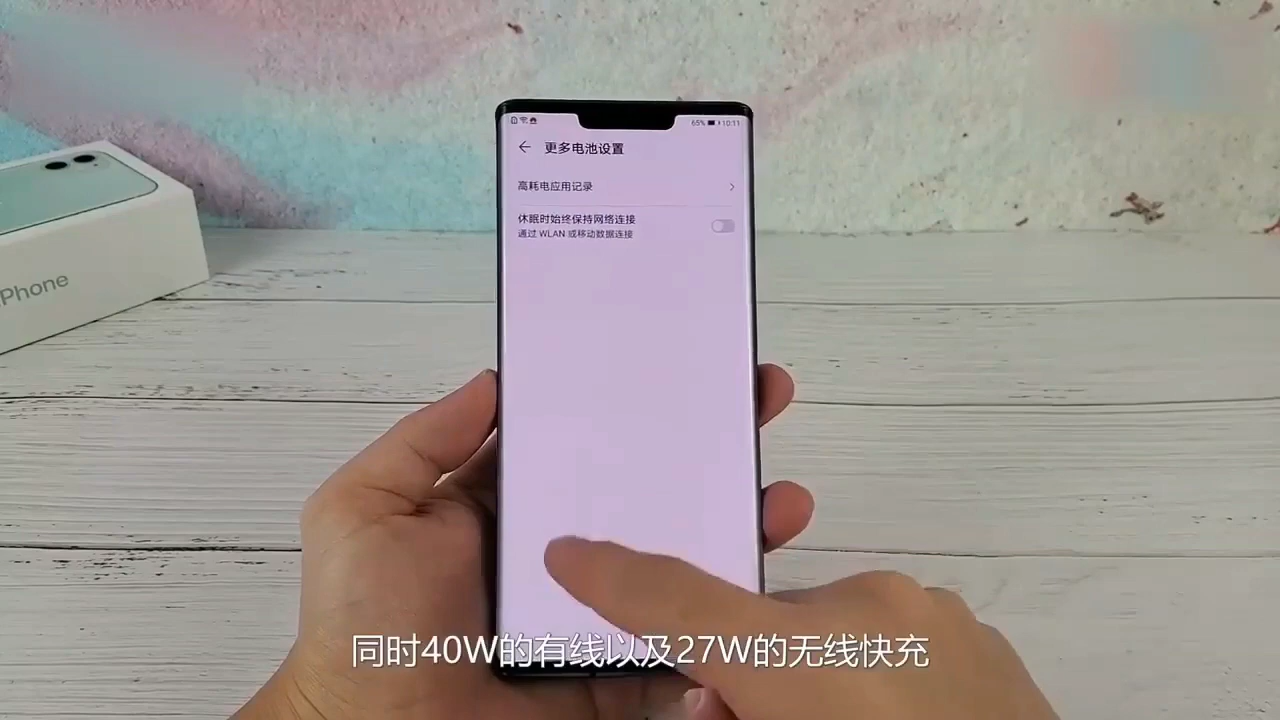 65% 10:11
更多电池设置
高耗电应用记录
休眠时始终保持网络连接
通过 WLAN 或移动数据连接
Phone
同时40W的有线以及27W的无线快充